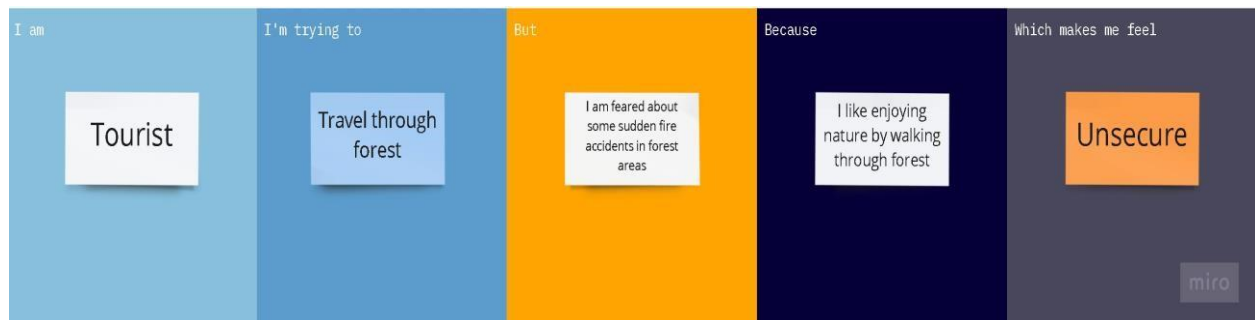 I am
Tourist
I'm trying to
Travel through
forest
But
I am feared about
some sudden fire
accidents in forest
areas
Because
I like enjoying
nature by walking
through forest
Which makes me feel
Unsecure
miro